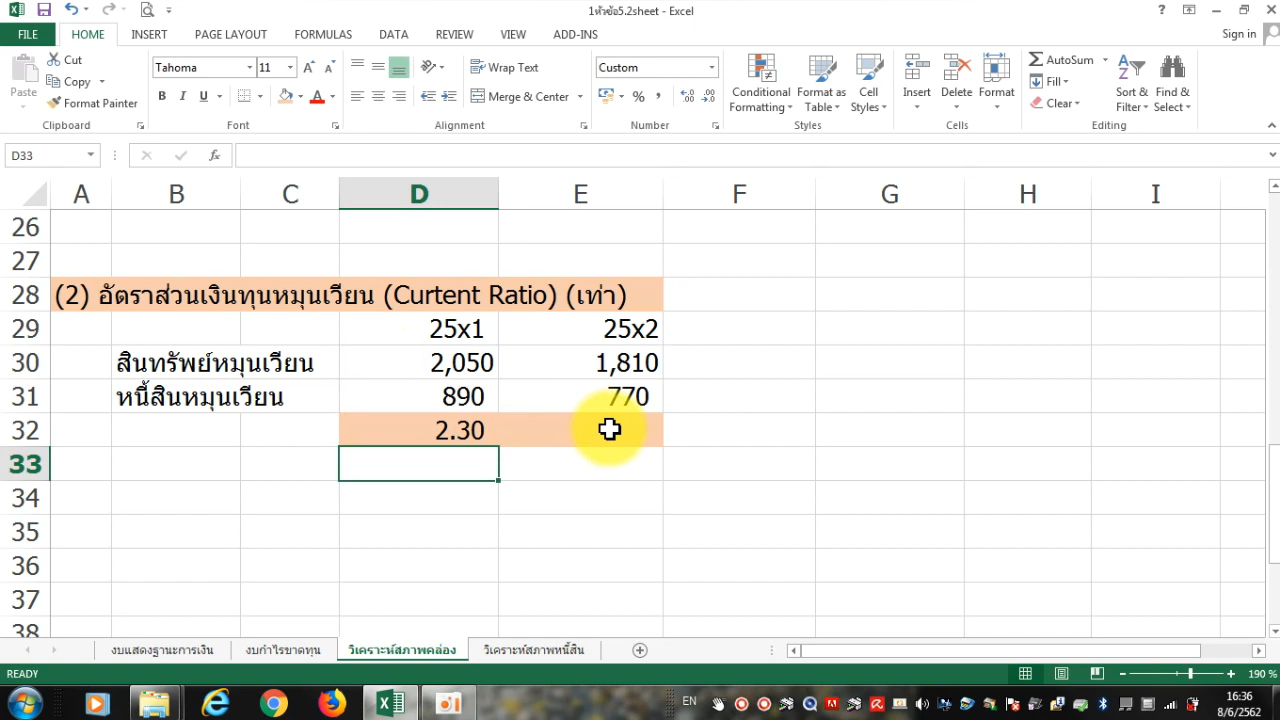 1หัวข้อ5.2sheet - Excel
FILE HOME INSERT PAGE LAYOUT FORMULAS DATA REVIEW VIEW ADD-INS Sign in
Paste Cut Copy Format Painter Clipboard
Tahoma 11 B I U A Font
Wrap Text Merge & Center Alignment
Custom % , Number
Conditional Formatting Format as Table Cell Styles Styles
Insert Delete Format Cells
AutoSum Fill Clear Sort & Filter Find & Select Editing
D33 fx
A B C D E F G H I
26
27
28 (2) อัตราส่วนเงินทุนหมุนเวียน (Curtent Ratio) (เท่า)
29 25x1 25x2
30 สินทรัพย์หมุนเวียน 2,050 1,810
31 หนี้สินหมุนเวียน 890 770
32 2.30
33
34
35
36
37
38
งบแสดงฐานะการเงิน งบกำไรขาดทุน วิเคราะห์สภาพคล่อง วิเคราะห์สภาพหนี้สิน
READY 190 %
EN 16:36
8/6/2562